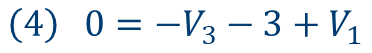 (4) 0 = −V₃ − 3 + V₁